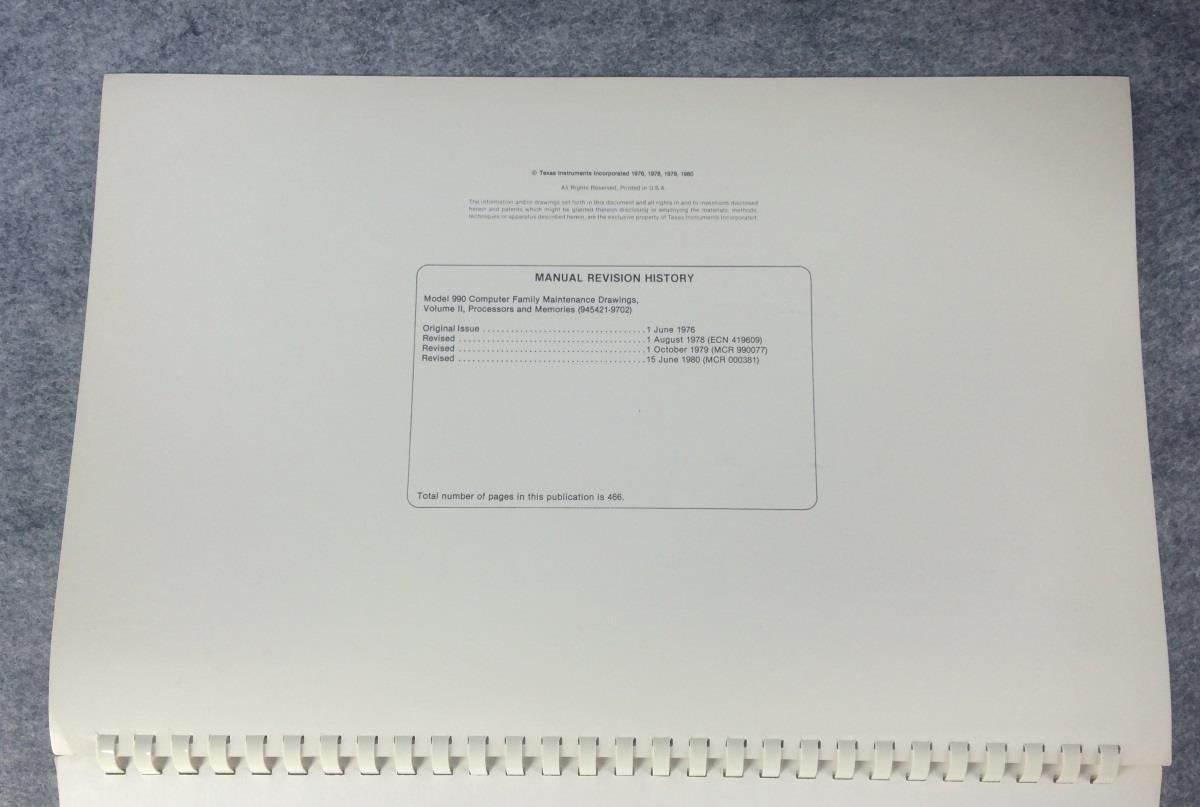 © Texas Instruments Incorporated 1976, 1978, 1979, 1980
All Rights Reserved, Printed in U.S.A.
The information and/or drawings set forth in this document and all rights in and to inventions disclosed
herein and patents which might be granted thereon disclosing or employing the materials, methods,
techniques or apparatus described herein, are the exclusive property of Texas Instruments Incorporated.
MANUAL REVISION HISTORY
Model 990 Computer Family Maintenance Drawings,
Volume II, Processors and Memories (945421-9702)
Original Issue ................................... 1 June 1976
Revised ........................................ 1 August 1978 (ECN 419609)
Revised ........................................ 1 October 1979 (MCR 990077)
Revised ........................................ 15 June 1980 (MCR 000381)
Total number of pages in this publication is 466.